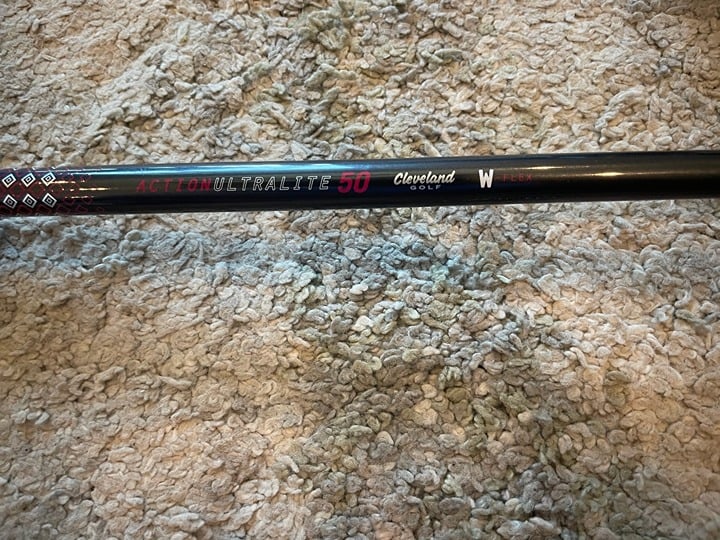 ACTIONULTRALITE 50 Cleveland GOLF W FLEX